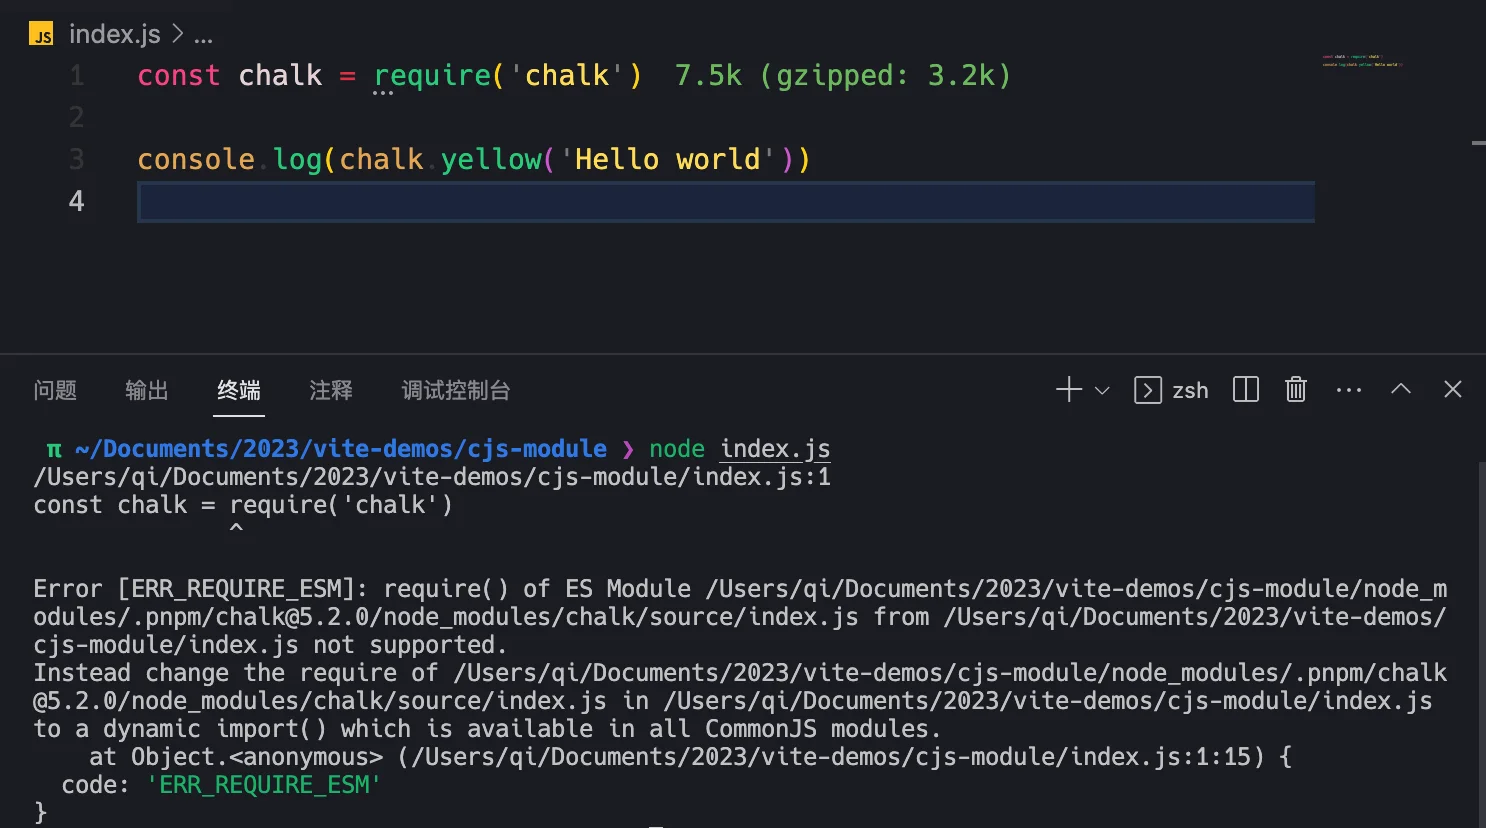 JS index.js > ...
1 const chalk = require('chalk') 7.5k (gzipped: 3.2k)
2
3 console.log(chalk.yellow('Hello world'))
4
问题 输出 终端 注释 调试控制台 zsh
π ~/Documents/2023/vite-demos/cjs-module ❯ node index.js
/Users/qi/Documents/2023/vite-demos/cjs-module/index.js:1
const chalk = require('chalk')
^
Error [ERR_REQUIRE_ESM]: require() of ES Module /Users/qi/Documents/2023/vite-demos/cjs-module/node_m
odules/.pnpm/chalk@5.2.0/node_modules/chalk/source/index.js from /Users/qi/Documents/2023/vite-demos/
cjs-module/index.js not supported.
Instead change the require of /Users/qi/Documents/2023/vite-demos/cjs-module/node_modules/.pnpm/chalk
@5.2.0/node_modules/chalk/source/index.js in /Users/qi/Documents/2023/vite-demos/cjs-module/index.js
to a dynamic import() which is available in all CommonJS modules.
at Object.<anonymous> (/Users/qi/Documents/2023/vite-demos/cjs-module/index.js:1:15) {
code: 'ERR_REQUIRE_ESM'
}